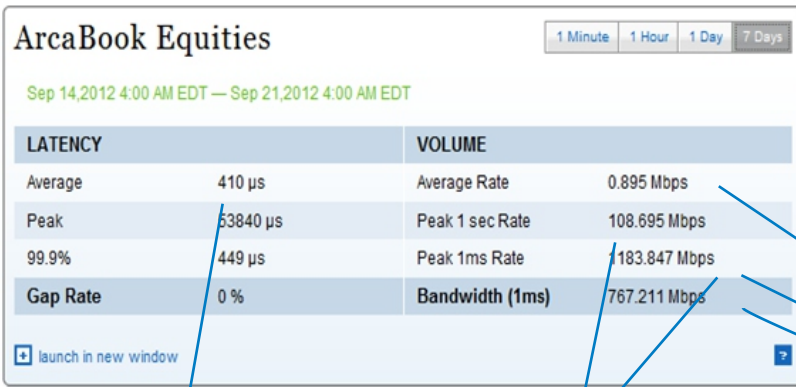 ArcaBook Equities
1 Minute 1 Hour 1 Day 7 Days
Sep 14,2012 4:00 AM EDT — Sep 21,2012 4:00 AM EDT
LATENCY VOLUME
Average 410 µs Average Rate 0.895 Mbps
Peak 53840 µs Peak 1 sec Rate 108.695 Mbps
99.9% 449 µs Peak 1ms Rate 1183.847 Mbps
Gap Rate 0 % Bandwidth (1ms) 767.211 Mbps
+ launch in new window ?